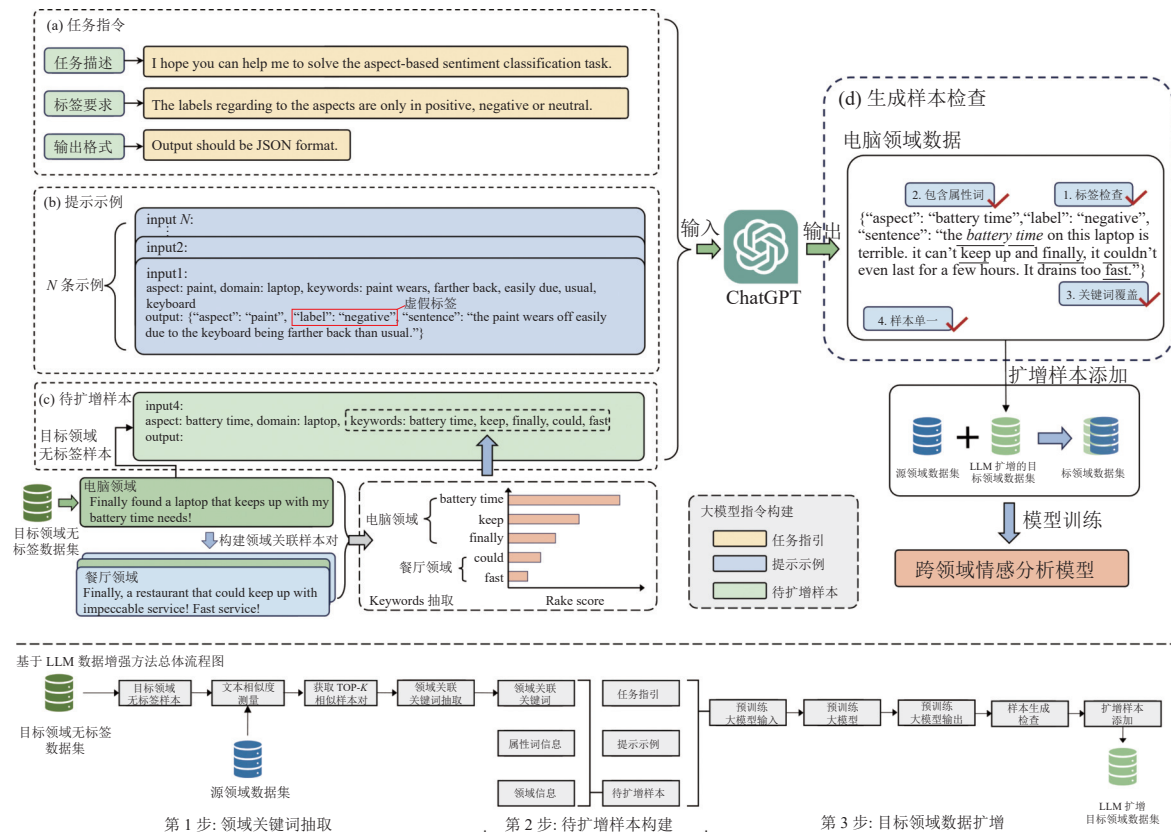 (a) 任务指令
任务描述
I hope you can help me to solve the aspect-based sentiment classification task.
标签要求
The labels regarding to the aspects are only in positive, negative or neutral.
输出格式
Output should be JSON format.
(b) 提示示例
N 条示例
input N:
⋮
input2:
input1:
aspect: paint, domain: laptop, keywords: paint wears, farther back, easily due, usual,
keyboard
虚假标签
output: {“aspect”: “paint”, “label”: “negative”, “sentence”: “the paint wears off easily
due to the keyboard being farther back than usual.”}
(c) 待扩增样本
input4:
aspect: battery time, domain: laptop, keywords: battery time, keep, finally, could, fast
output:
目标领域
无标签样本
目标领域无
标签数据集
电脑领域
Finally found a laptop that keeps up with my
battery time needs!
构建领域关联样本对
餐厅领域
Finally, a restaurant that could keep up with
impeccable service! Fast service!
电脑领域
餐厅领域
battery time
keep
finally
could
fast
Keywords 抽取
Rake score
输入
ChatGPT
输出
大模型指令构建
任务指引
提示示例
待扩增样本
(d) 生成样本检查
电脑领域数据
2. 包含属性词
1. 标签检查
{“aspect”: “battery time”,“label”: “negative”,
“sentence”: “the battery time on this laptop is
terrible. it can’t keep up and finally, it couldn’t
even last for a few hours. It drains too fast.”}
3. 关键词覆盖
4. 样本单一
扩增样本添加
源领域数据集
LLM 扩增的目
标领域数据集
标领域数据集
模型训练
跨领域情感分析模型
基于 LLM 数据增强方法总体流程图
目标领域无标签
数据集
目标领域
无标签样本
文本相似度
测量
源领域数据集
获取 TOP-K
相似样本对
领域关联
关键词抽取
领域关联
关键词
属性词信息
领域信息
任务指引
提示示例
待扩增样本
预训练
大模型输入
预训练
大模型
预训练
大模型输出
样本生成
检查
扩增样本
添加
LLM 扩增
目标领域数据集
第 1 步: 领域关键词抽取
第 2 步: 待扩增样本构建
第 3 步: 目标领域数据扩增